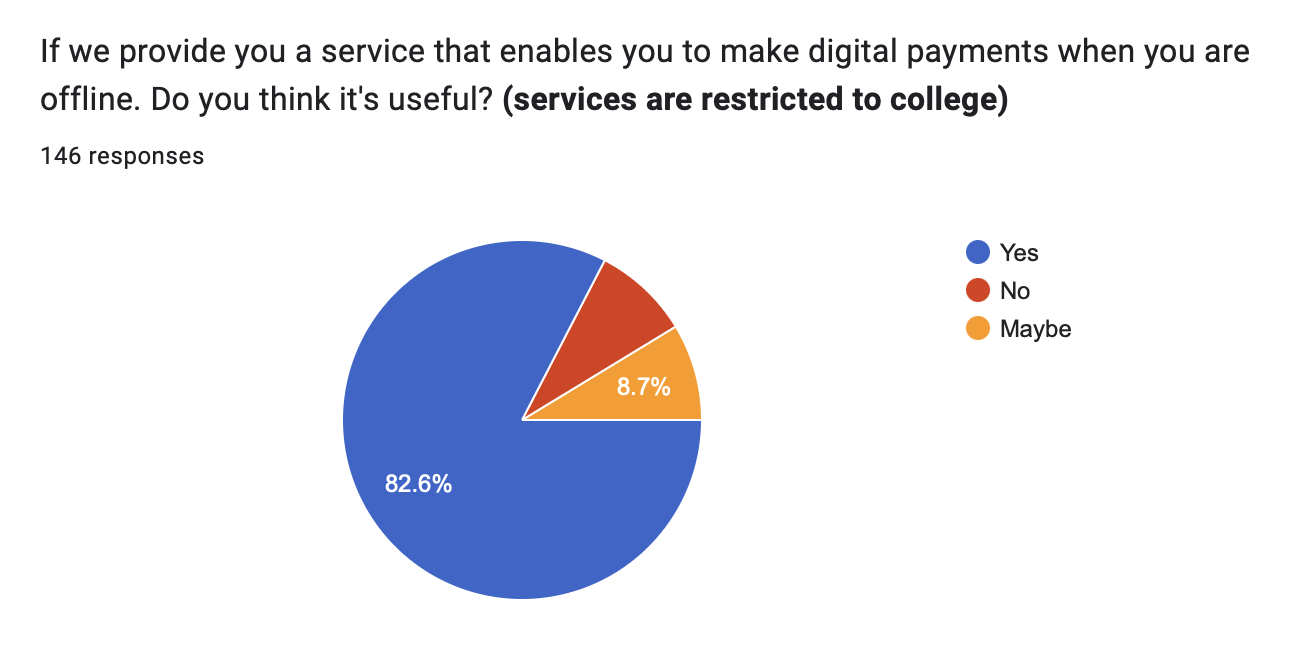 If we provide you a service that enables you to make digital payments when you are
offline. Do you think it's useful? (services are restricted to college)
146 responses
Yes
No
Maybe
8.7%
82.6%